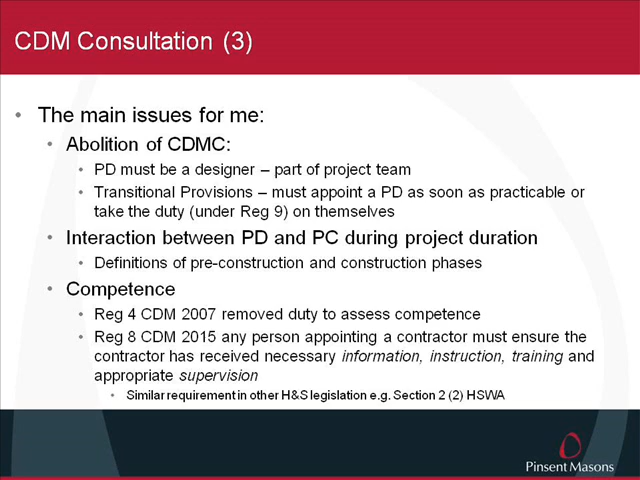 CDM Consultation (3)
• The main issues for me:
• Abolition of CDMC:
• PD must be a designer – part of project team
• Transitional Provisions – must appoint a PD as soon as practicable or
take the duty (under Reg 9) on themselves
• Interaction between PD and PC during project duration
• Definitions of pre-construction and construction phases
• Competence
• Reg 4 CDM 2007 removed duty to assess competence
• Reg 8 CDM 2015 any person appointing a contractor must ensure the
contractor has received necessary information, instruction, training and
appropriate supervision
• Similar requirement in other H&S legislation e.g. Section 2 (2) HSWA
Pinsent Masons